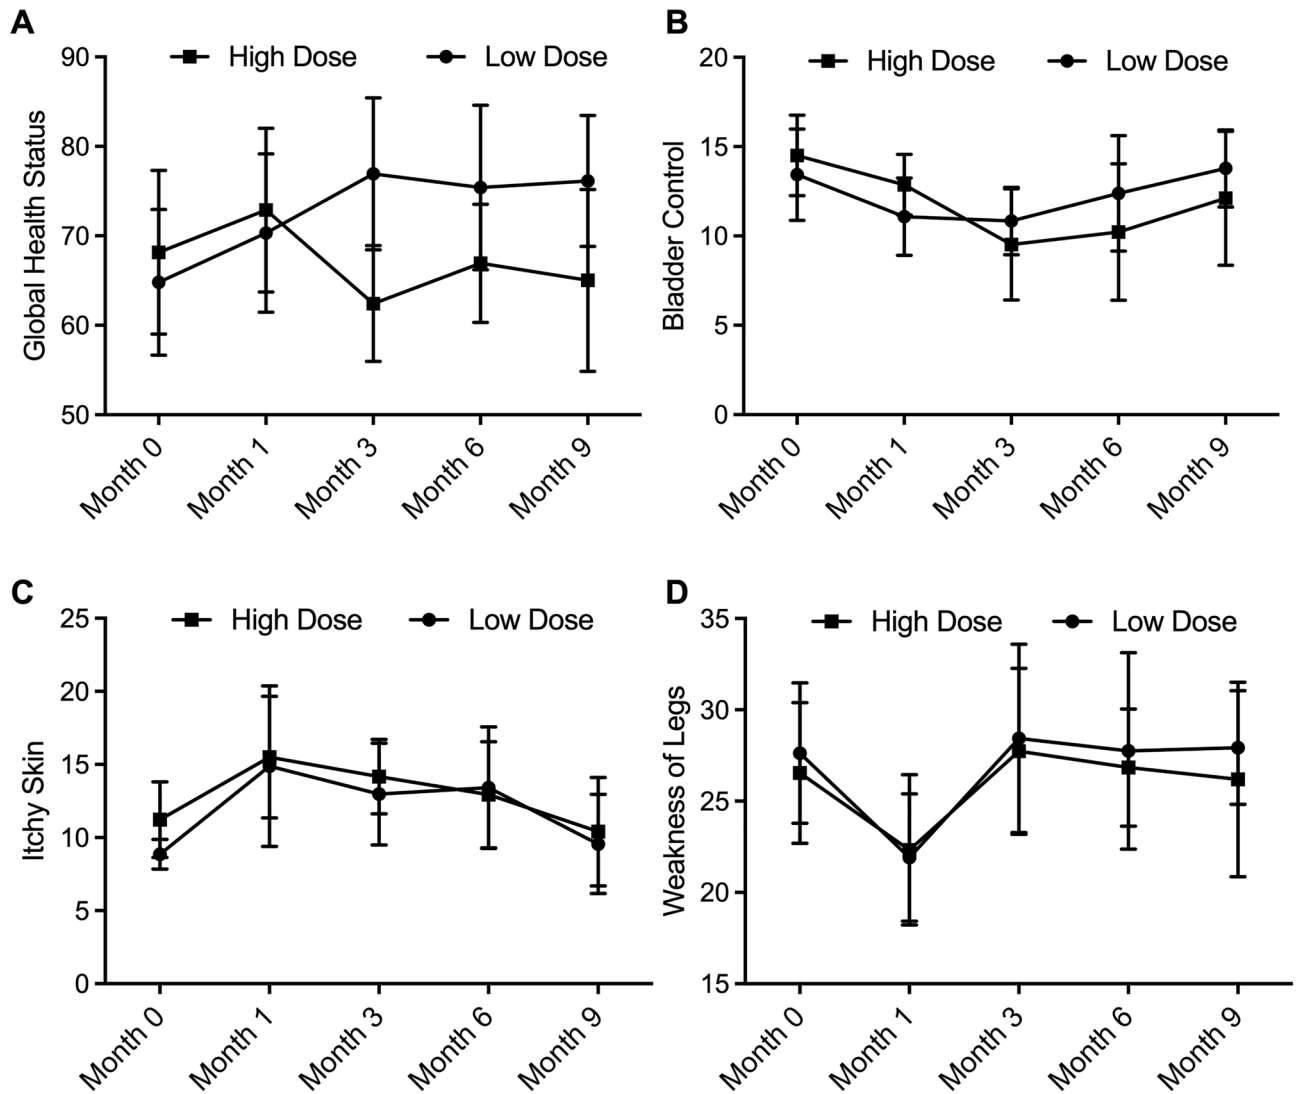 A
High Dose
Low Dose
Global Health Status
90
80
70
60
50
Month 0
Month 1
Month 3
Month 6
Month 9
B
High Dose
Low Dose
Bladder Control
20
15
10
5
0
Month 0
Month 1
Month 3
Month 6
Month 9
C
High Dose
Low Dose
Itchy Skin
25
20
15
10
5
0
Month 0
Month 1
Month 3
Month 6
Month 9
D
High Dose
Low Dose
Weakness of Legs
35
30
25
20
15
Month 0
Month 1
Month 3
Month 6
Month 9